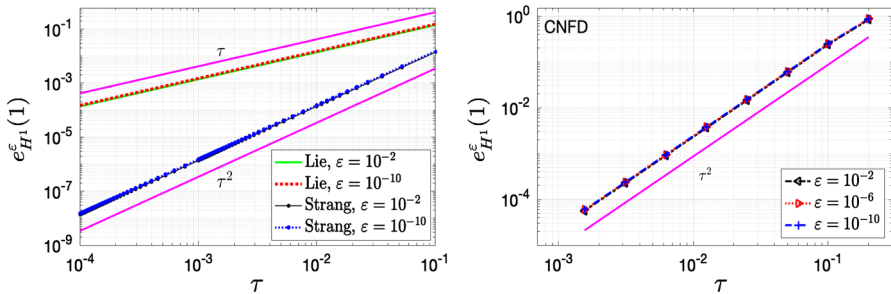 10^{-1}
10^{-3}
10^{-5}
10^{-7}
10^{-9}
e^ε_{H^1}(1)
τ
τ^2
Lie, ε = 10^{-2}
Lie, ε = 10^{-10}
Strang, ε = 10^{-2}
Strang, ε = 10^{-10}
10^{-4}
10^{-3}
10^{-2}
10^{-1}
τ
CNFD
10^0
10^{-2}
10^{-4}
e^ε_{H^1}(1)
τ^2
ε = 10^{-2}
ε = 10^{-6}
ε = 10^{-10}
10^{-3}
10^{-2}
10^{-1}
τ